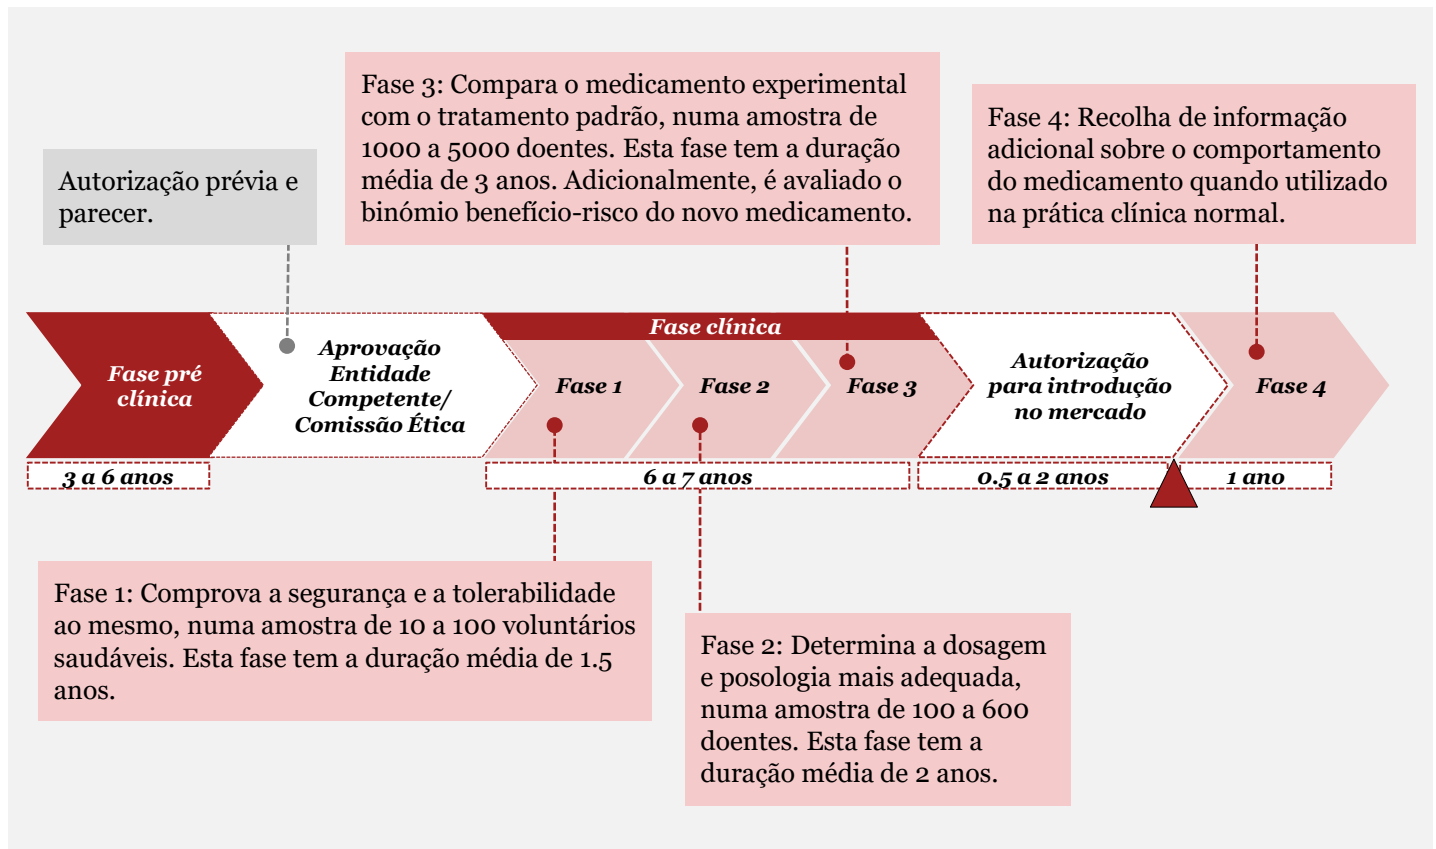 Fase 3: Compara o medicamento experimental
com o tratamento padrão, numa amostra de
1000 a 5000 doentes. Esta fase tem a duração
média de 3 anos. Adicionalmente, é avaliado o
binómio benefício-risco do novo medicamento.
Fase 4: Recolha de informação
adicional sobre o comportamento
do medicamento quando utilizado
na prática clínica normal.
Autorização prévia e
parecer.
Fase clínica
Fase pré
clínica
Aprovação
Entidade
Competente/
Comissão Ética
Fase 1
Fase 2
Fase 3
Autorização
para introdução
no mercado
Fase 4
3 a 6 anos
6 a 7 anos
0.5 a 2 anos
1 ano
Fase 1: Comprova a segurança e a tolerabilidade
ao mesmo, numa amostra de 10 a 100 voluntários
saudáveis. Esta fase tem a duração média de 1.5
anos.
Fase 2: Determina a dosagem
e posologia mais adequada,
numa amostra de 100 a 600
doentes. Esta fase tem a
duração média de 2 anos.